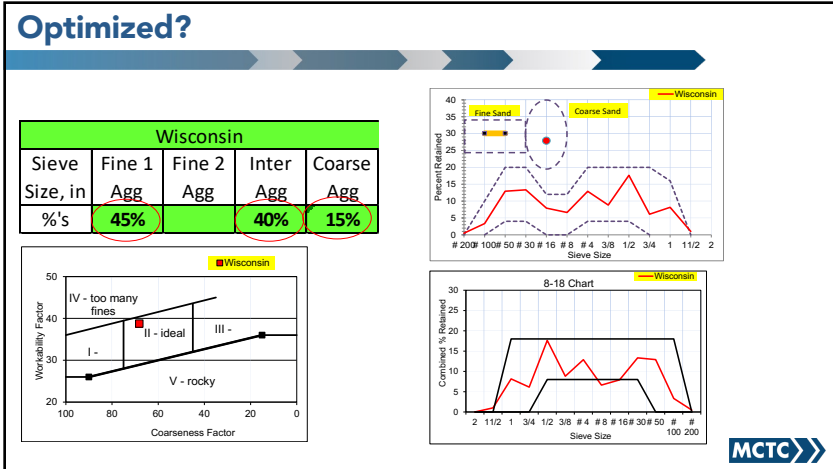 Optimized?
Wisconsin
Sieve Fine 1 Fine 2 Inter Coarse
Size, in Agg Agg Agg Agg
%'s 45% 40% 15%
Wisconsin
50
40
30
20
Workability Factor
IV - too many
fines
II - ideal
III -
I -
V - rocky
100 80 60 40 20 0
Coarseness Factor
Wisconsin
Fine Sand
Coarse Sand
40
35
30
25
20
15
10
5
0
Percent Retained
# 200 # 100 # 50 # 30 # 16 # 8 # 4 3/8 1/2 3/4 1 11/2 2
Sieve Size
8-18 Chart
Wisconsin
30
25
20
15
10
5
0
Combined % Retained
2 11/2 1 3/4 1/2 3/8 # 4 # 8 # 16 # 30 # 50 # 100 # 200
Sieve Size
MCTC